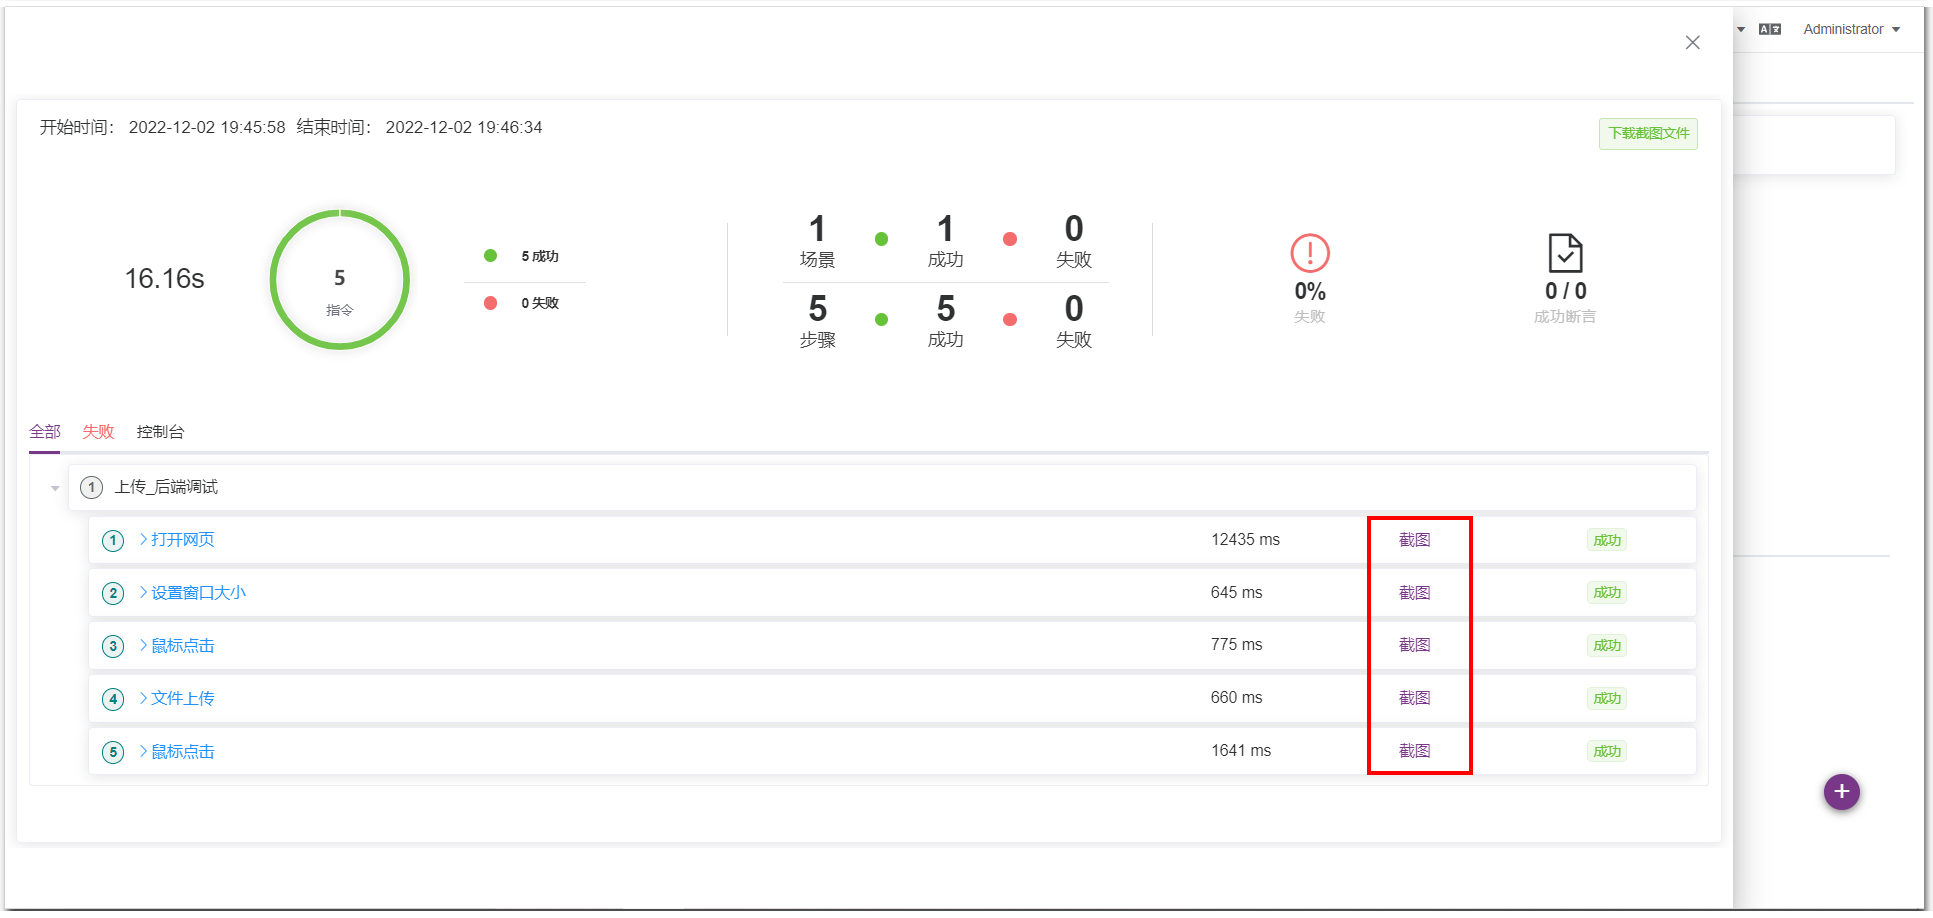 Administrator
开始时间： 2022-12-02 19:45:58 结束时间： 2022-12-02 19:46:34
下载截图文件
16.16s
5
指令
5 成功
0 失败
1 1 0
场景 成功 失败
5 5 0
步骤 成功 失败
0%
失败
0 / 0
成功断言
全部 失败 控制台
1 上传_后端调试
1 打开网页 12435 ms 截图 成功
2 设置窗口大小 645 ms 截图 成功
3 鼠标点击 775 ms 截图 成功
4 文件上传 660 ms 截图 成功
5 鼠标点击 1641 ms 截图 成功